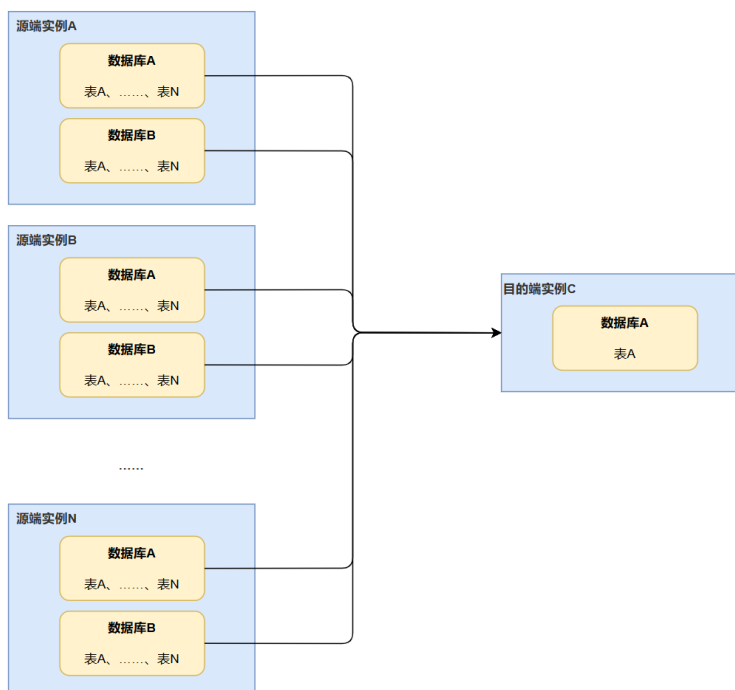 源端实例A
数据库A
表A、……、表N
数据库B
表A、……、表N
源端实例B
数据库A
表A、……、表N
数据库B
表A、……、表N
……
源端实例N
数据库A
表A、……、表N
数据库B
表A、……、表N
目的端实例C
数据库A
表A